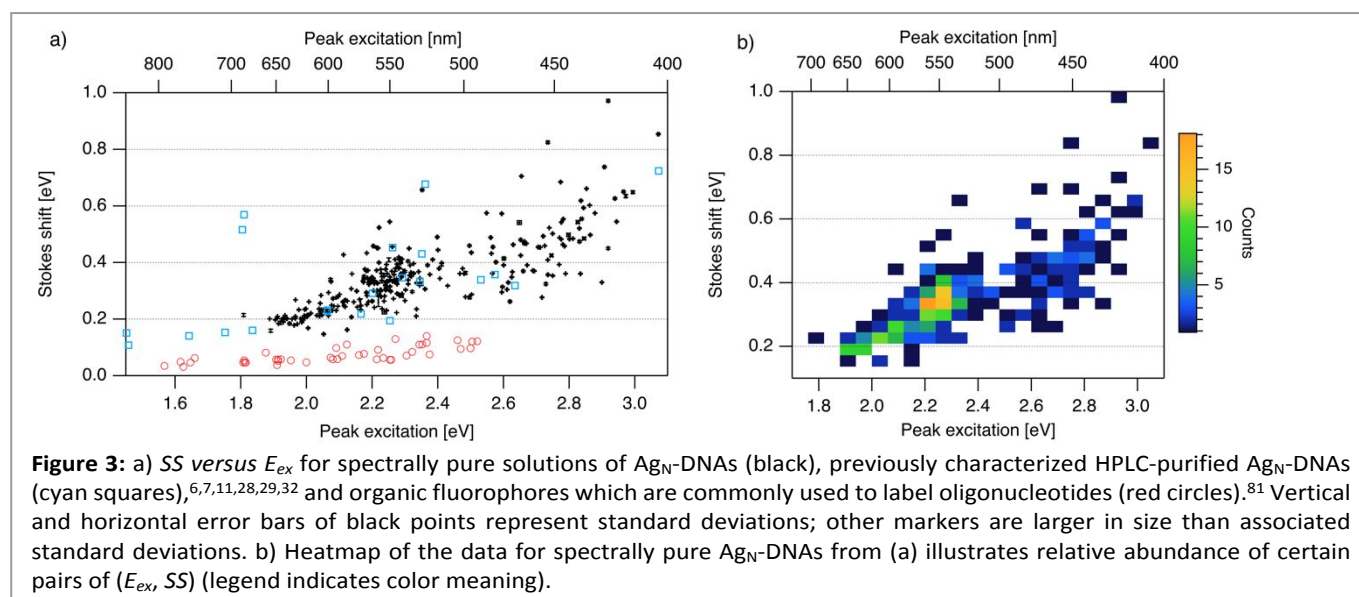 a)
Peak excitation [nm]
800 700 650 600 550 500 450 400
1.0
0.8
0.6
0.4
0.2
0.0
Stokes shift [eV]
1.6 1.8 2.0 2.2 2.4 2.6 2.8 3.0
Peak excitation [eV]
b)
Peak excitation [nm]
700 650 600 550 500 450 400
1.0
0.8
0.6
0.4
0.2
Stokes shift [eV]
1.8 2.0 2.2 2.4 2.6 2.8 3.0
Peak excitation [eV]
15
10
5
Counts
Figure 3: a) SS versus Eex for spectrally pure solutions of AgN-DNAs (black), previously characterized HPLC-purified AgN-DNAs
(cyan squares),6,7,11,28,29,32 and organic fluorophores which are commonly used to label oligonucleotides (red circles).81 Vertical
and horizontal error bars of black points represent standard deviations; other markers are larger in size than associated
standard deviations. b) Heatmap of the data for spectrally pure AgN-DNAs from (a) illustrates relative abundance of certain
pairs of (Eex, SS) (legend indicates color meaning).